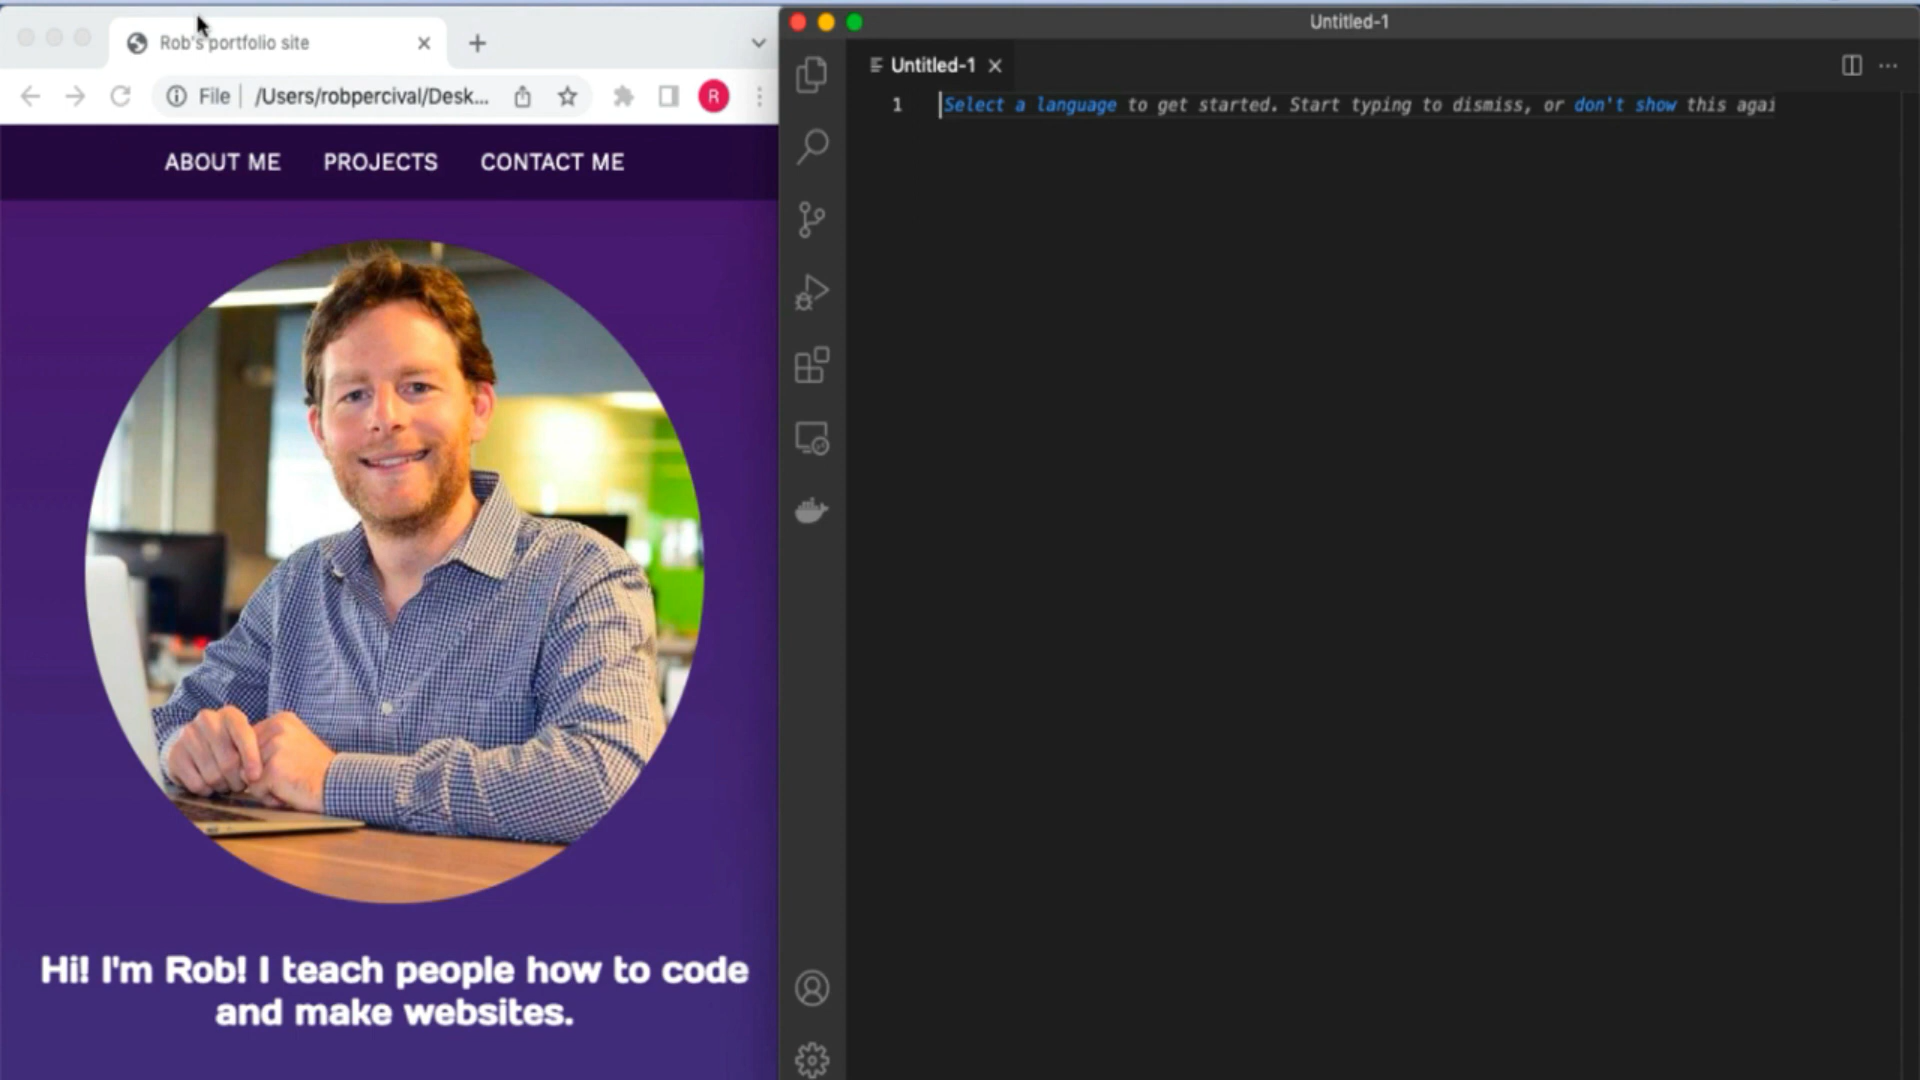 Rob's portfolio site
File
/Users/robpercival/Desk...
R
ABOUT ME PROJECTS CONTACT ME
Hi! I'm Rob! I teach people how to code
and make websites.
Untitled-1
Untitled-1
1 Select a language to get started. Start typing to dismiss, or don't show this agai